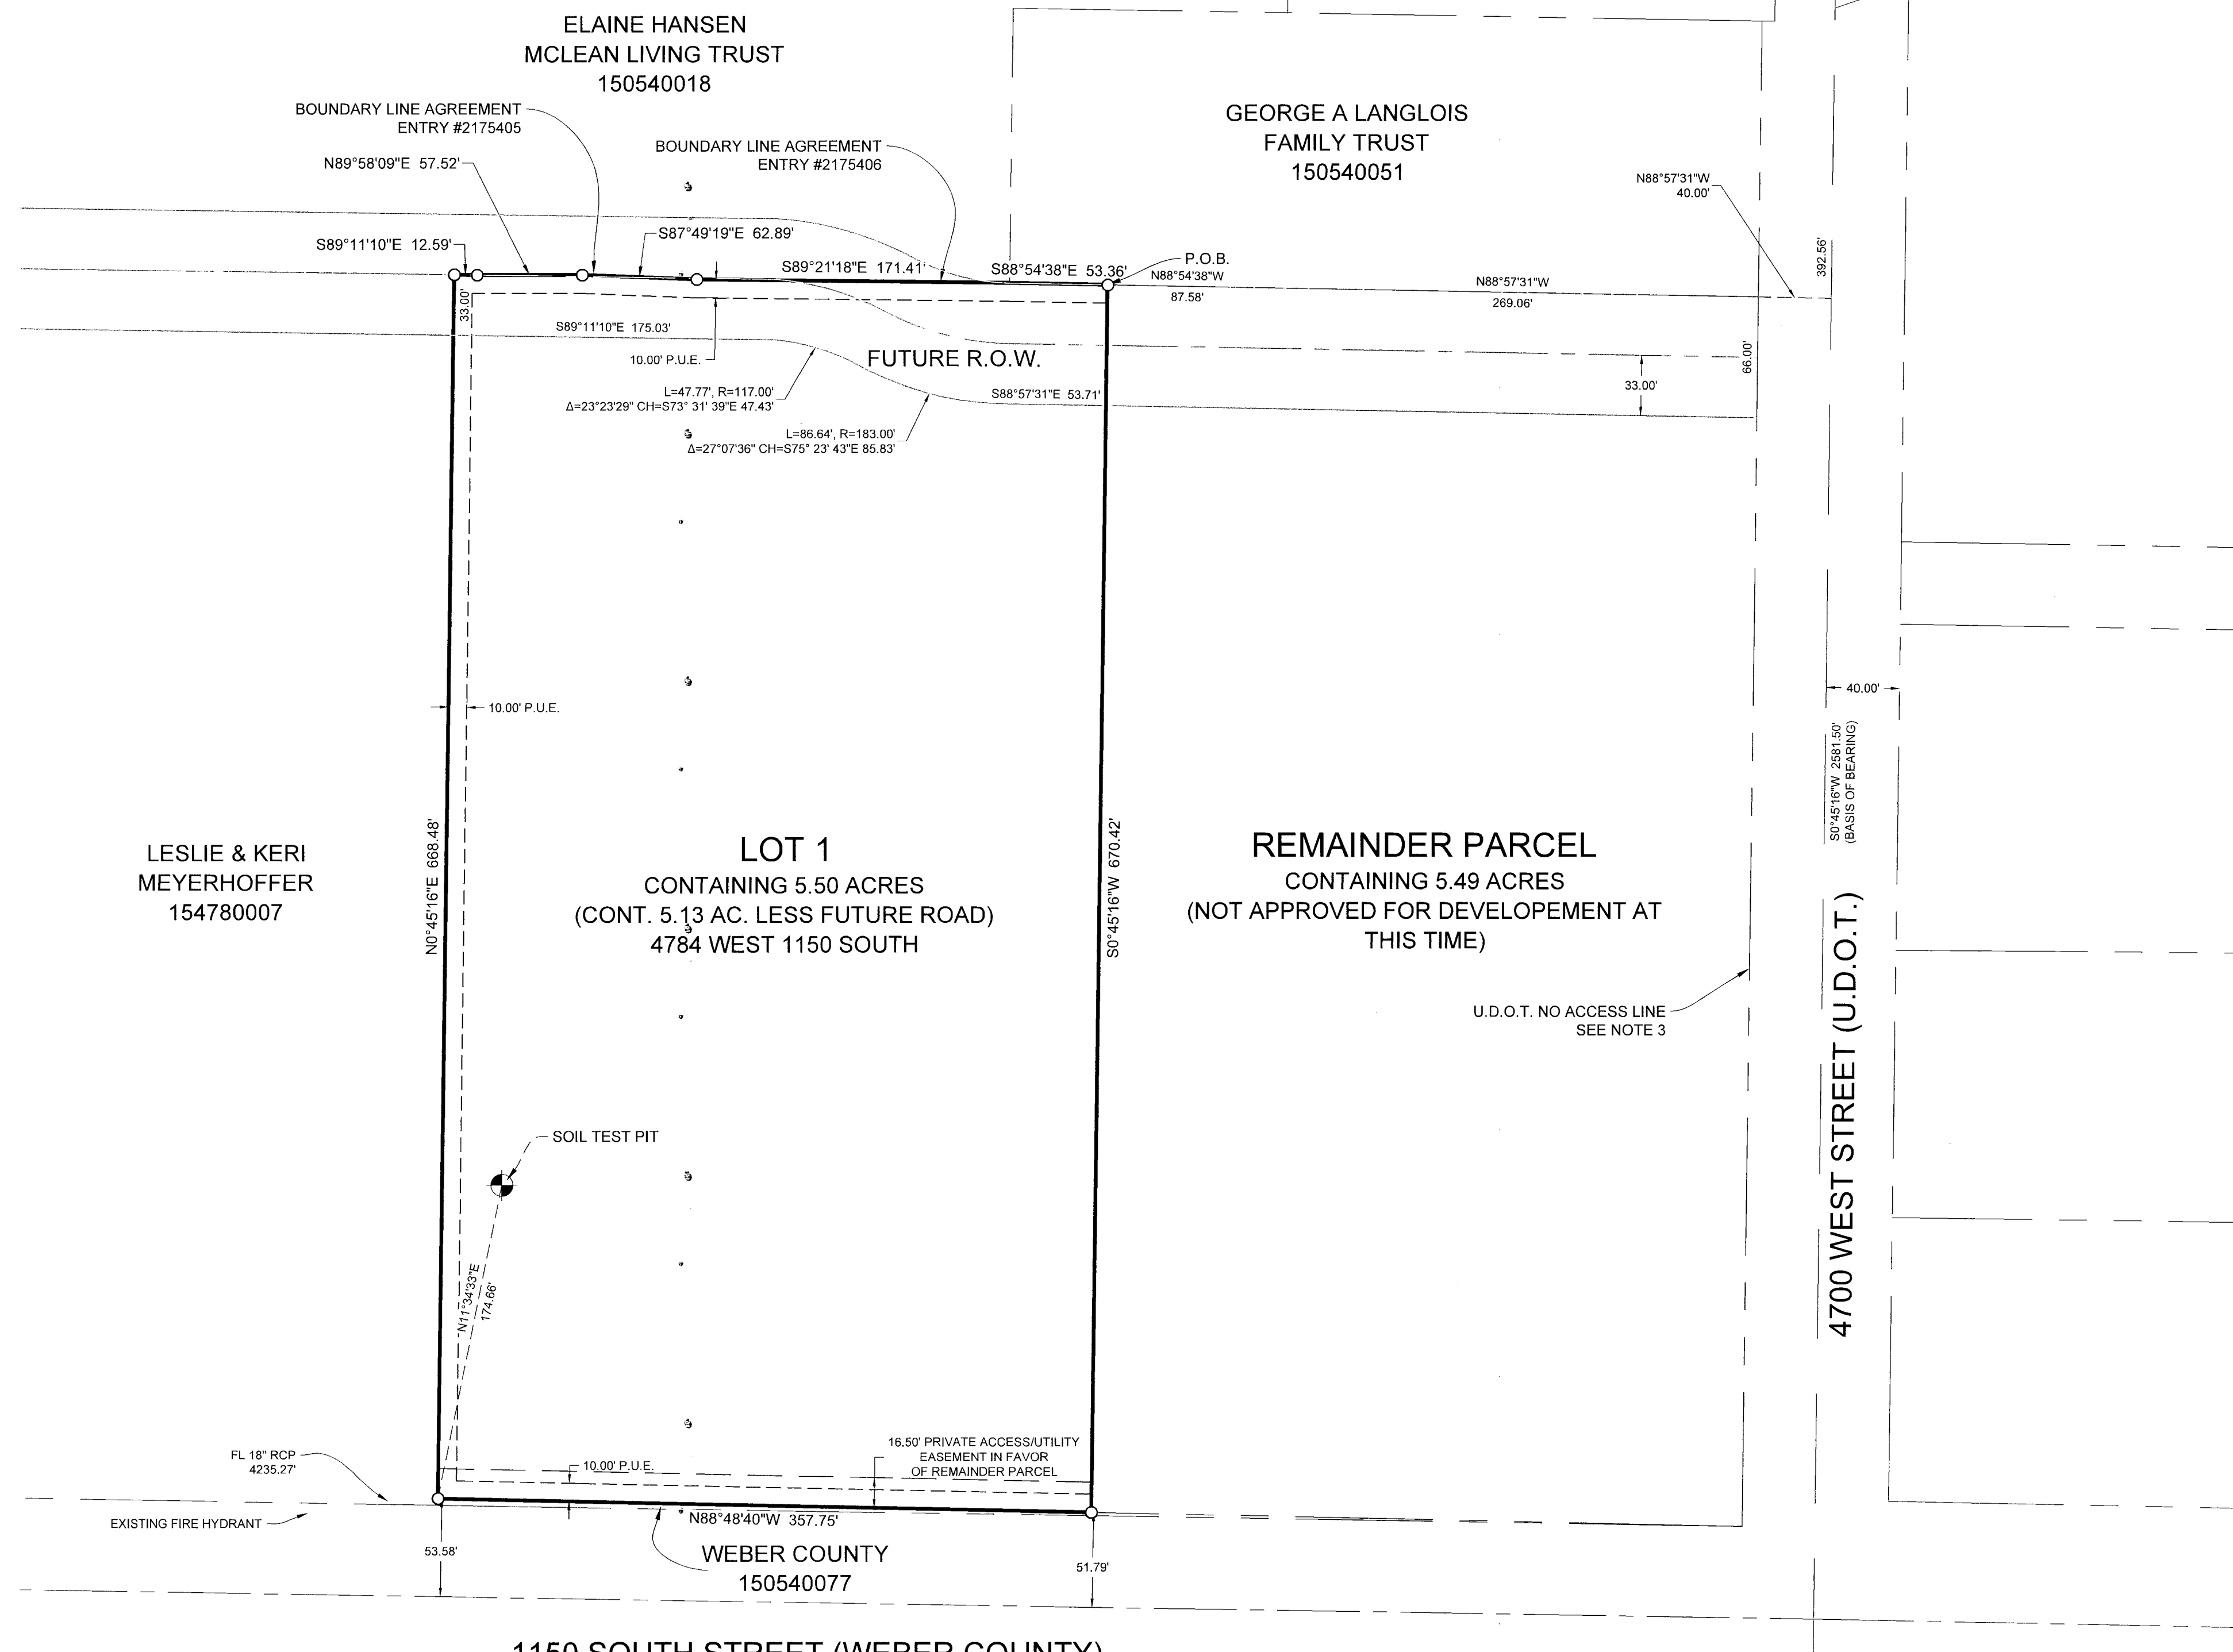 ELAINE HANSEN
MCLEAN LIVING TRUST
150540018
BOUNDARY LINE AGREEMENT
ENTRY #2175405
N89°58'09"E 57.52'
BOUNDARY LINE AGREEMENT
ENTRY #2175406
GEORGE A LANGLOIS
FAMILY TRUST
150540051
N88°57'31"W
40.00'
392.56'
S89°11'10"E 12.59'
S87°49'19"E 62.89'
S89°21'18"E 171.41'
S88°54'38"E 53.36'
P.O.B.
N88°54'38"W
87.58'
N88°57'31"W
269.06'
33.00'
S89°11'10"E 175.03'
10.00' P.U.E.
FUTURE R.O.W.
66.00'
33.00'
L=47.77', R=117.00'
Δ=23°23'29" CH=S73° 31' 39"E 47.43'
S88°57'31"E 53.71'
L=86.64', R=183.00'
Δ=27°07'36" CH=S75° 23' 43"E 85.83'
10.00' P.U.E.
40.00'
S0°45'16"W 2581.50'
(BASIS OF BEARING)
LESLIE & KERI
MEYERHOFFER
154780007
N0°45'16"E 668.48'
LOT 1
CONTAINING 5.50 ACRES
(CONT. 5.13 AC. LESS FUTURE ROAD)
4784 WEST 1150 SOUTH
S0°45'16"W 670.42'
REMAINDER PARCEL
CONTAINING 5.49 ACRES
(NOT APPROVED FOR DEVELOPEMENT AT
THIS TIME)
U.D.O.T. NO ACCESS LINE
SEE NOTE 3
4700 WEST STREET (U.D.O.T.)
SOIL TEST PIT
N11°34'33"E
174.66'
FL 18" RCP
4235.27'
EXISTING FIRE HYDRANT
10.00' P.U.E.
16.50' PRIVATE ACCESS/UTILITY
EASEMENT IN FAVOR
OF REMAINDER PARCEL
N88°48'40"W 357.75'
53.58'
WEBER COUNTY
150540077
51.79'
1150 SOUTH STREET (WEBER COUNTY)